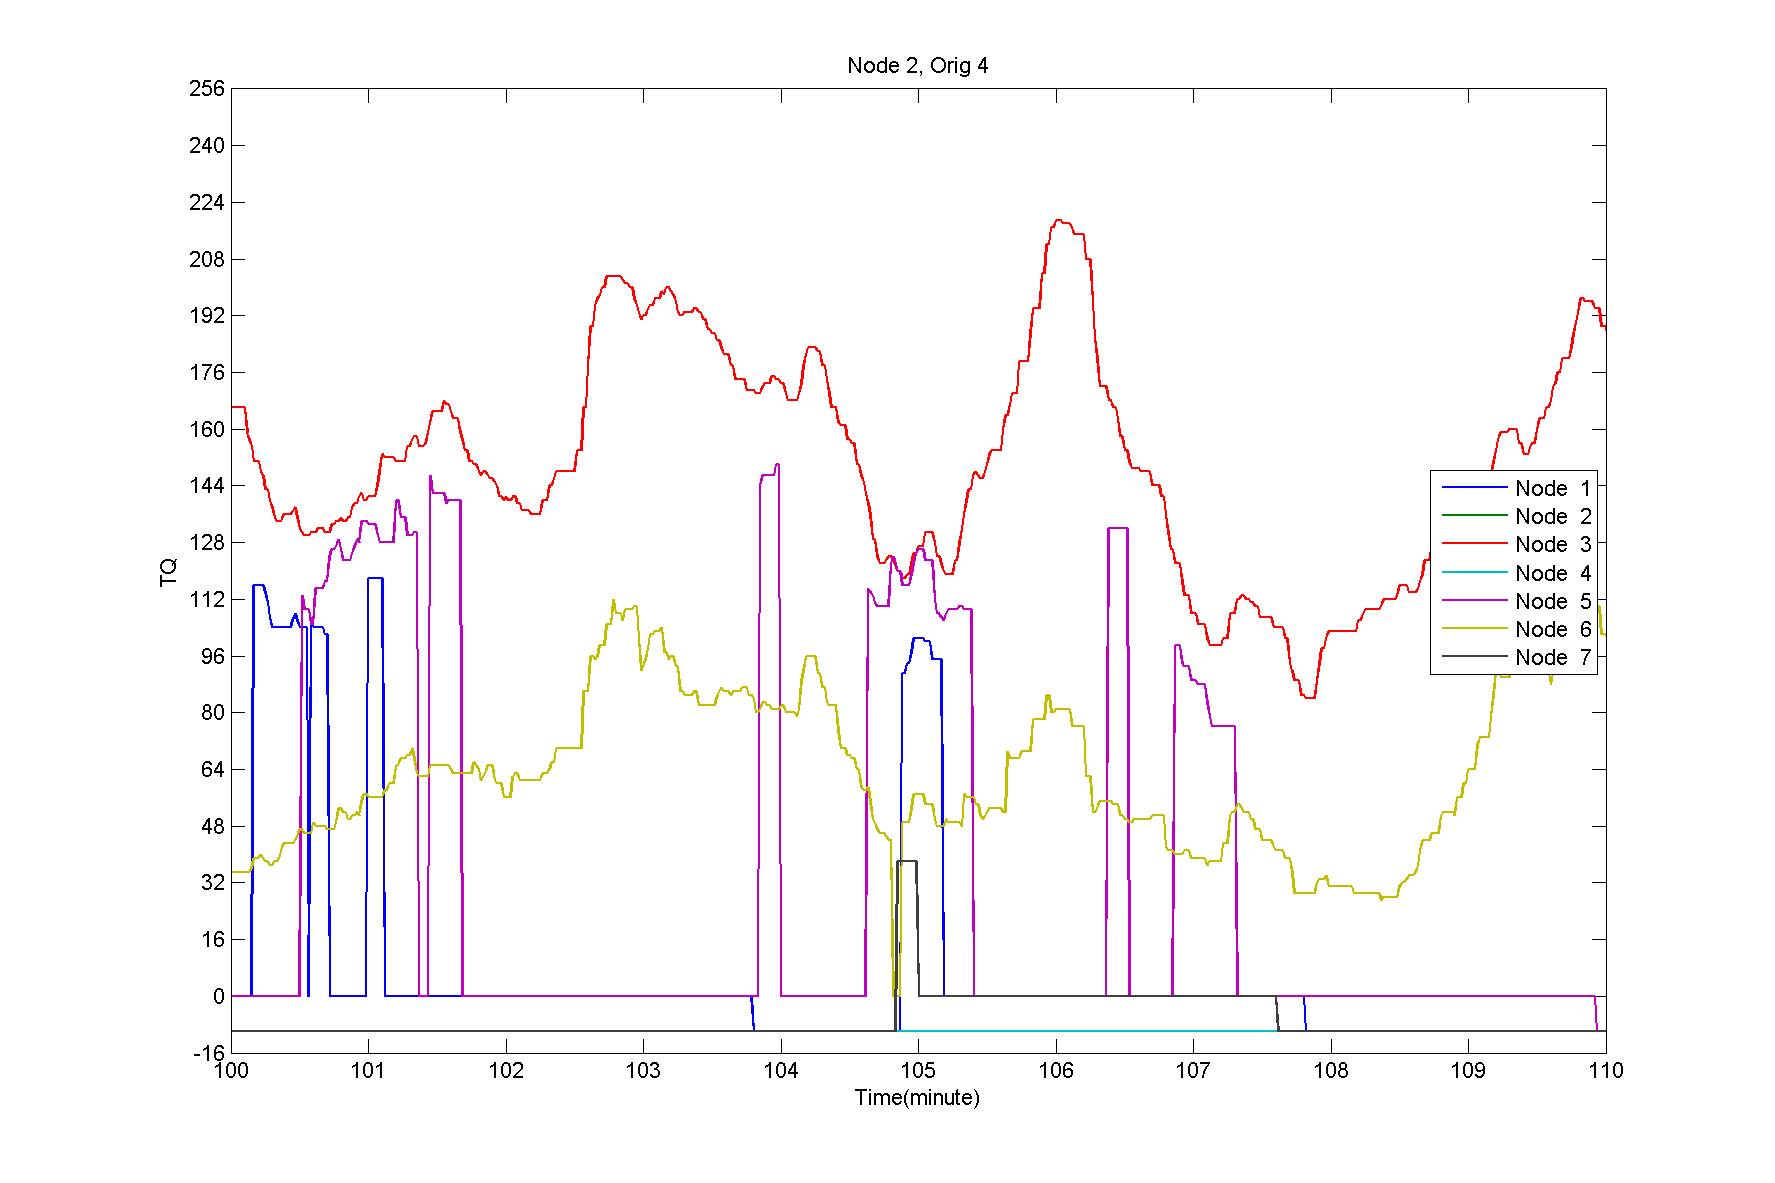 Node 2, Orig 4
256
240
224
208
192
176
160
144
128
112
96
80
64
48
32
16
0
-16
TQ
100 101 102 103 104 105 106 107 108 109 110
Time(minute)
Node 1
Node 2
Node 3
Node 4
Node 5
Node 6
Node 7